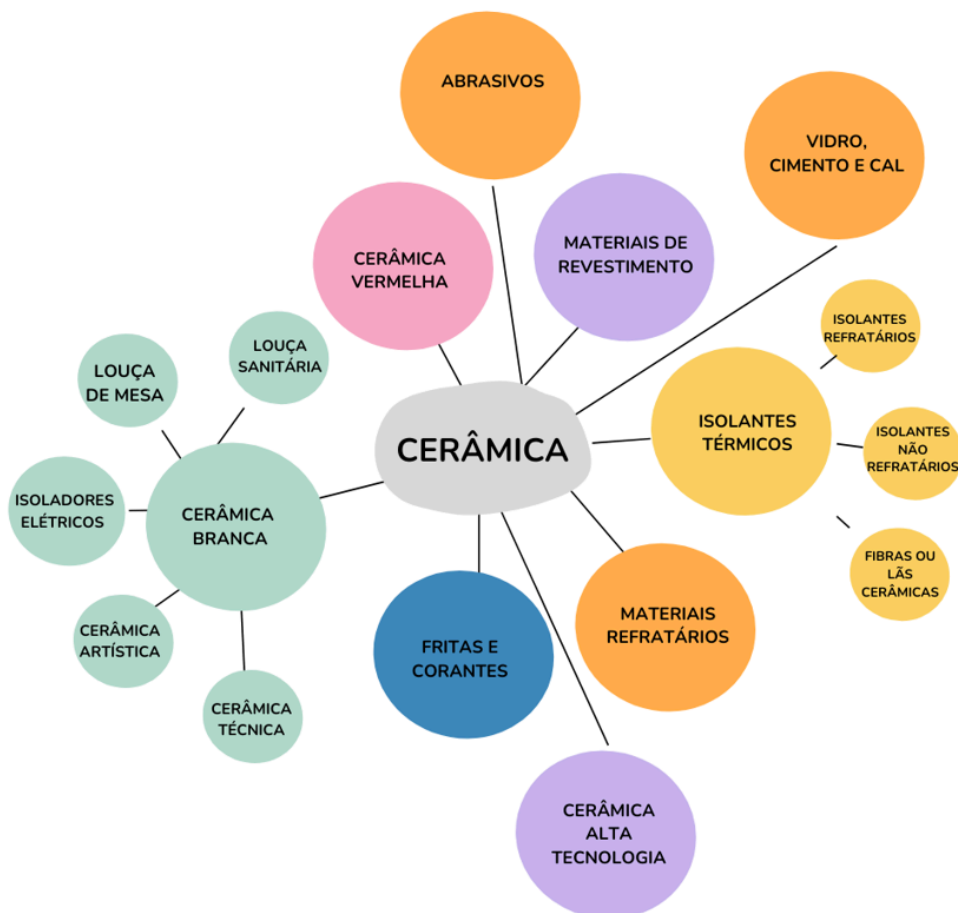 ABRASIVOS
VIDRO,
CIMENTO E CAL
CERÂMICA
VERMELHA
MATERIAIS DE
REVESTIMENTO
ISOLANTES
REFRATÁRIOS
LOUÇA
SANITÁRIA
LOUÇA
DE MESA
CERÂMICA
ISOLANTES
TÉRMICOS
ISOLANTES
NÃO
REFRATÁRIOS
ISOLADORES
ELÉTRICOS
CERÂMICA
BRANCA
FIBRAS OU
LÃS
CERÂMICAS
CERÂMICA
ARTÍSTICA
FRITAS E
CORANTES
MATERIAIS
REFRATÁRIOS
CERÂMICA
TÉCNICA
CERÂMICA
ALTA
TECNOLOGIA